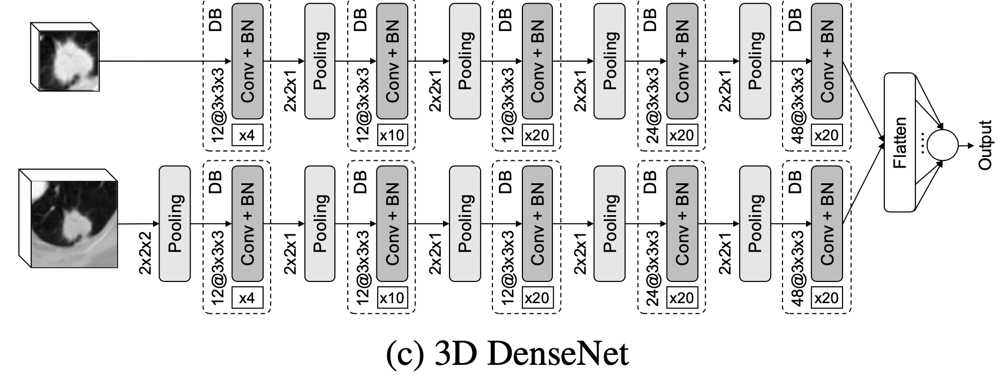 DB
12@3x3x3
Conv + BN
x4
2x2x1
Pooling
DB
12@3x3x3
Conv + BN
x10
2x2x1
Pooling
DB
12@3x3x3
Conv + BN
x20
2x2x1
Pooling
DB
24@3x3x3
Conv + BN
x20
2x2x1
Pooling
DB
48@3x3x3
Conv + BN
x20
2x2x2
Pooling
DB
12@3x3x3
Conv + BN
x4
2x2x1
Pooling
DB
12@3x3x3
Conv + BN
x10
2x2x1
Pooling
DB
12@3x3x3
Conv + BN
x20
2x2x1
Pooling
DB
24@3x3x3
Conv + BN
x20
2x2x1
Pooling
DB
48@3x3x3
Conv + BN
x20
Flatten
Output
(c) 3D DenseNet